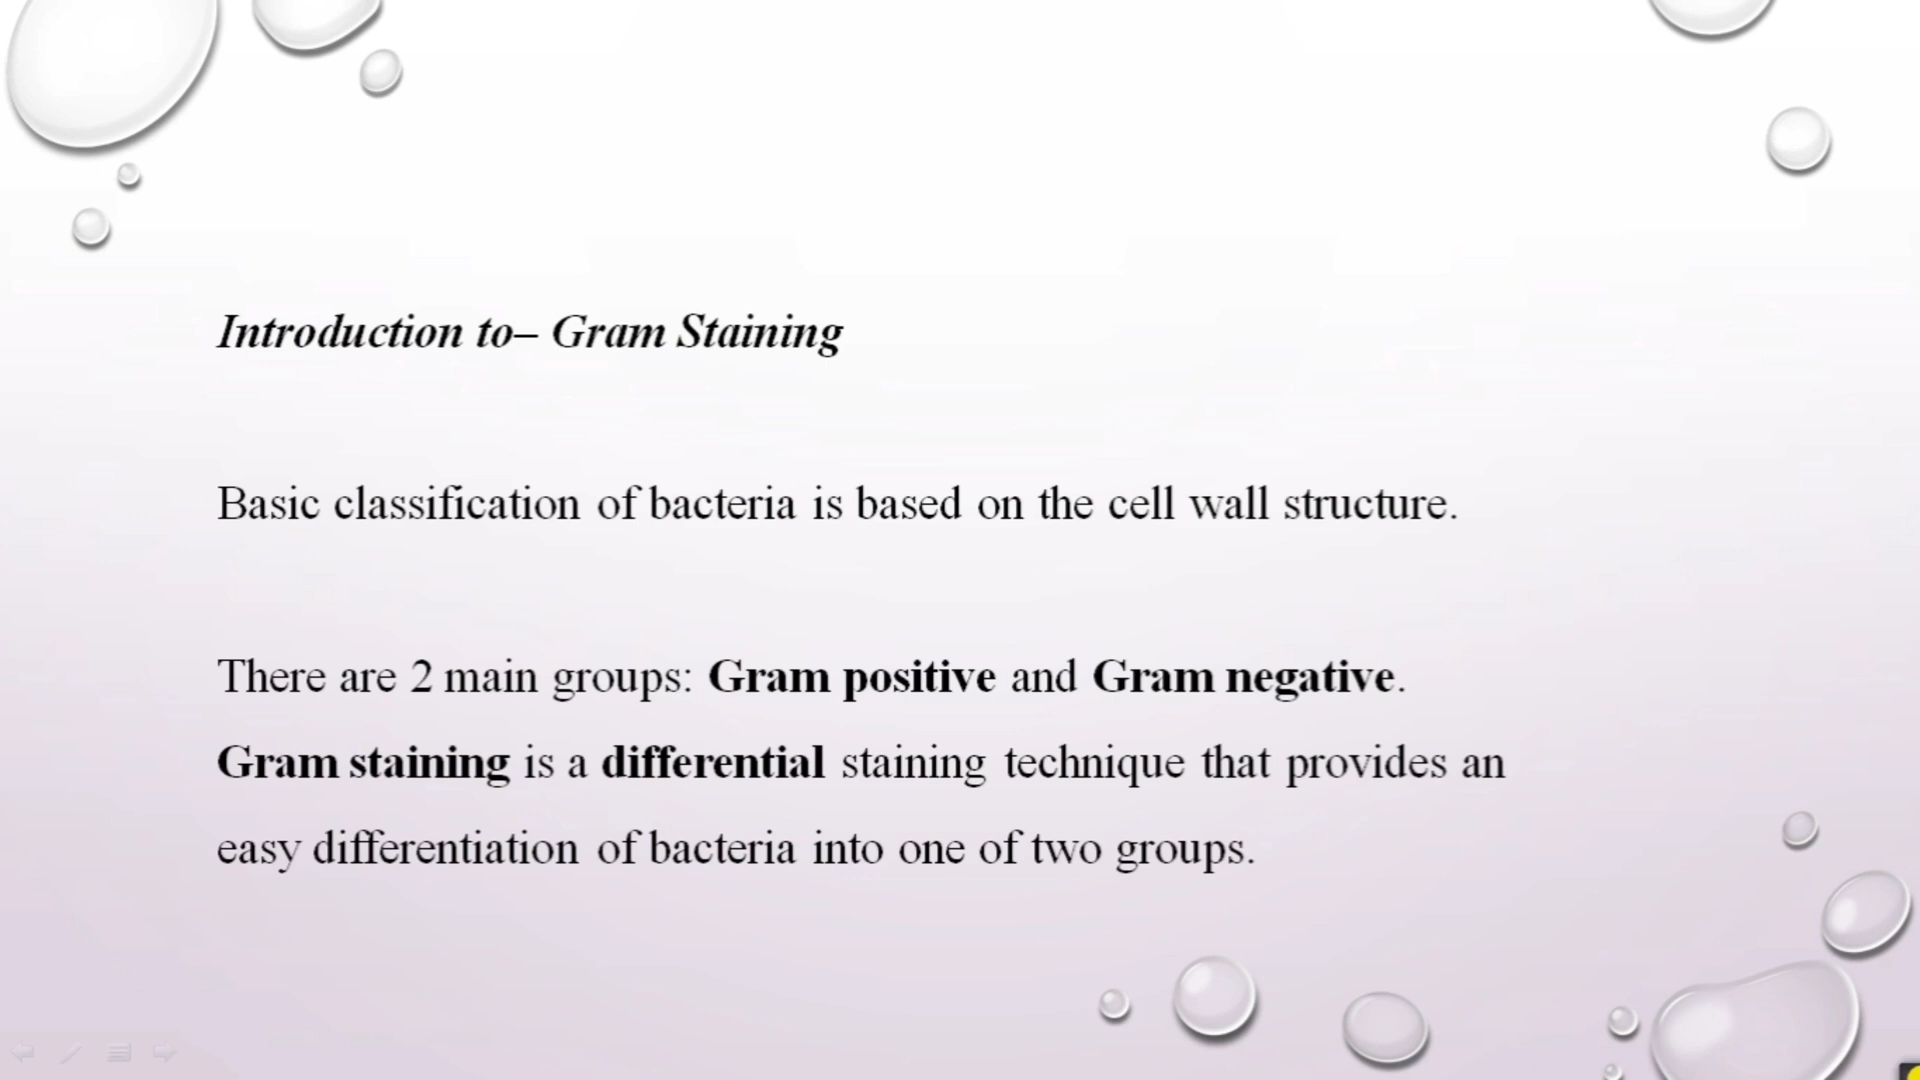 Introduction to– Gram Staining
Basic classification of bacteria is based on the cell wall structure.
There are 2 main groups: Gram positive and Gram negative.
Gram staining is a differential staining technique that provides an
easy differentiation of bacteria into one of two groups.